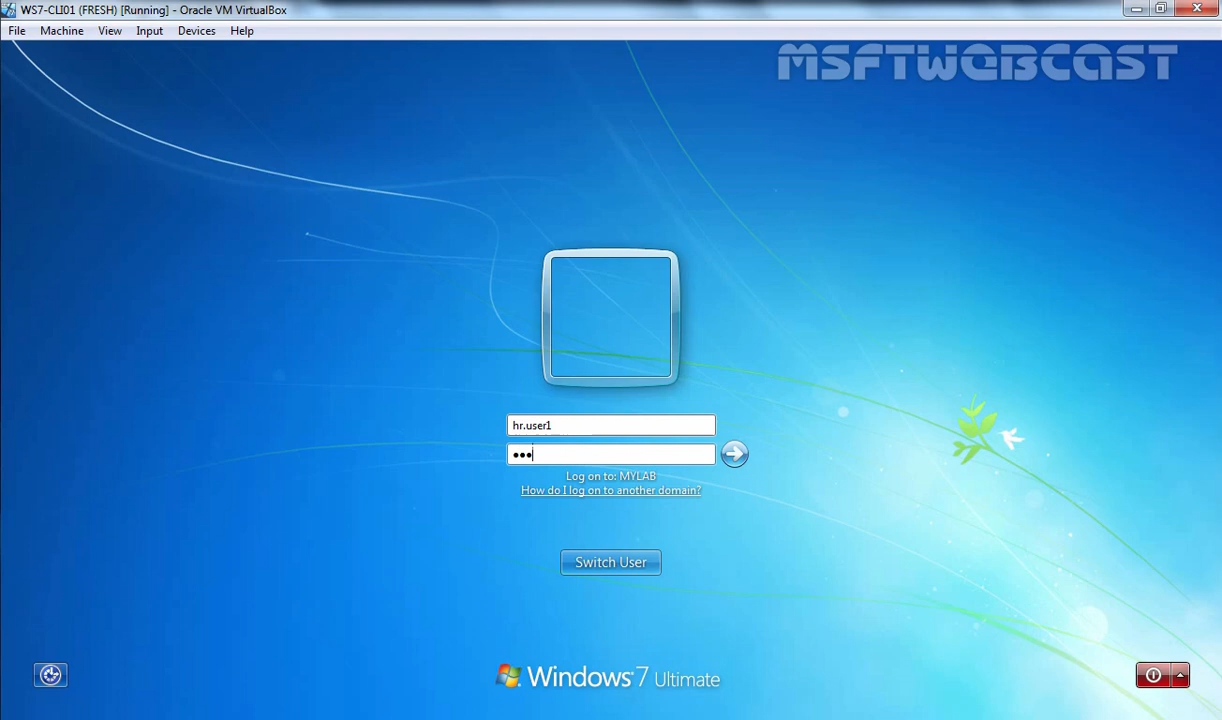 WS7-CLI01 (FRESH) [Running] - Oracle VM VirtualBox
File Machine View Input Devices Help
MSFTWEBCAST
hr.user1
Log on to: MYLAB
How do I log on to another domain?
Switch User
Windows 7 Ultimate